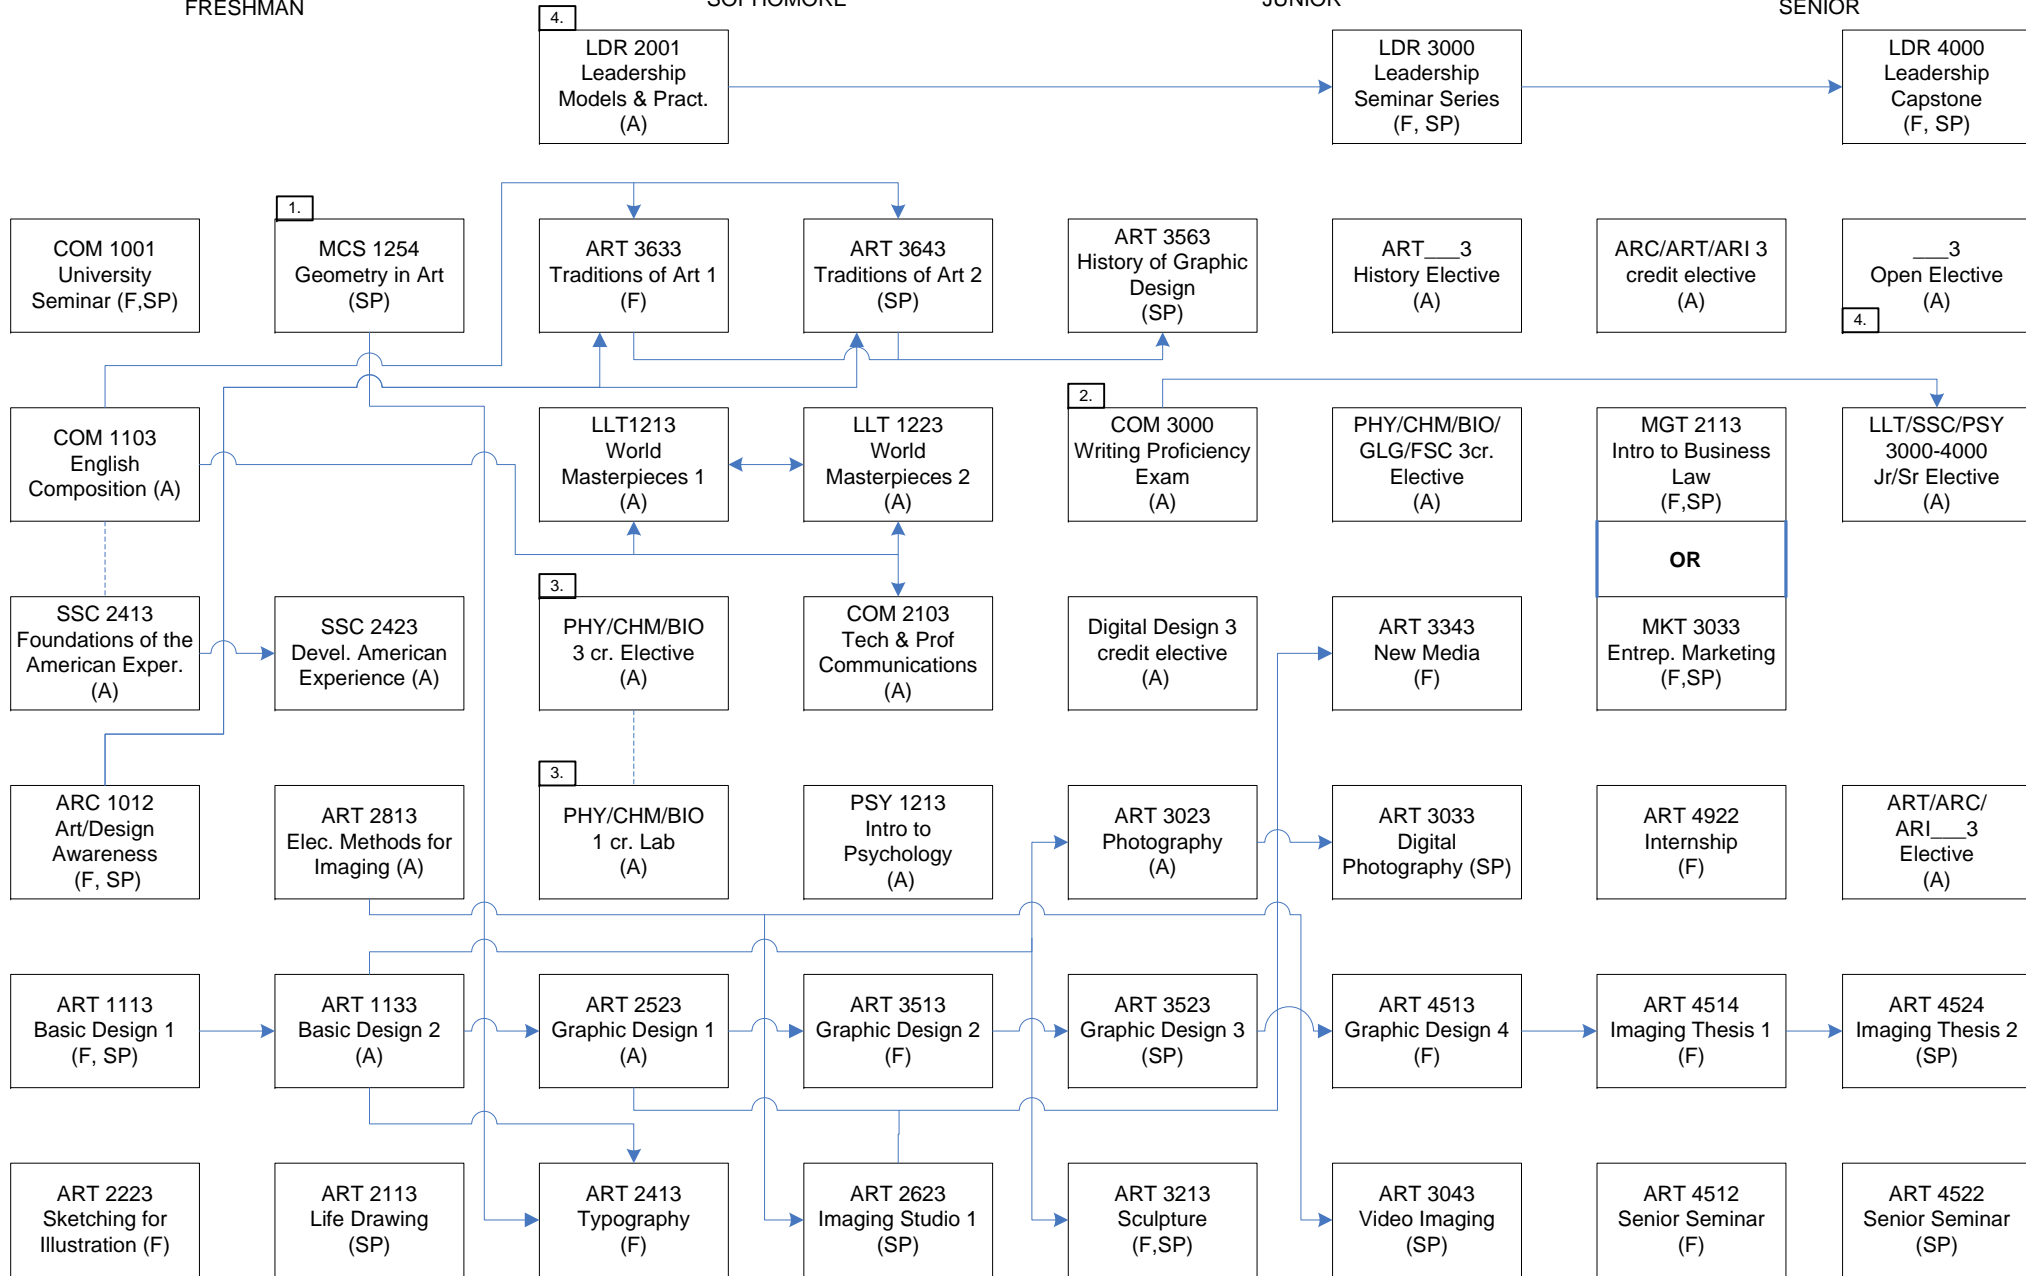 FRESHMAN
SOPHOMORE
JUNIOR
SENIOR
4.
LDR 2001
Leadership
Models & Pract.
(A)
LDR 3000
Leadership
Seminar Series
(F, SP)
LDR 4000
Leadership
Capstone
(F, SP)
COM 1001
University
Seminar (F,SP)
1.
MCS 1254
Geometry in Art
(SP)
ART 3633
Traditions of Art 1
(F)
ART 3643
Traditions of Art 2
(SP)
ART 3563
History of Graphic
Design
(SP)
ART___3
History Elective
(A)
ARC/ART/ARI 3
credit elective
(A)
___3
Open Elective
(A)
4.
COM 1103
English
Composition (A)
LLT1213
World
Masterpieces 1
(A)
LLT 1223
World
Masterpieces 2
(A)
2.
COM 3000
Writing Proficiency
Exam
(A)
PHY/CHM/BIO/
GLG/FSC 3cr.
Elective
(A)
MGT 2113
Intro to Business
Law
(F,SP)
LLT/SSC/PSY
3000-4000
Jr/Sr Elective
(A)
OR
SSC 2413
Foundations of the
American Exper.
(A)
SSC 2423
Devel. American
Experience (A)
3.
PHY/CHM/BIO
3 cr. Elective
(A)
COM 2103
Tech & Prof
Communications
(A)
Digital Design 3
credit elective
(A)
ART 3343
New Media
(F)
MKT 3033
Entrep. Marketing
(F,SP)
ARC 1012
Art/Design
Awareness
(F, SP)
ART 2813
Elec. Methods for
Imaging (A)
3.
PHY/CHM/BIO
1 cr. Lab
(A)
PSY 1213
Intro to
Psychology
(A)
ART 3023
Photography
(A)
ART 3033
Digital
Photography (SP)
ART 4922
Internship
(F)
ART/ARC/
ARI___3
Elective
(A)
ART 1113
Basic Design 1
(F, SP)
ART 1133
Basic Design 2
(A)
ART 2523
Graphic Design 1
(A)
ART 3513
Graphic Design 2
(F)
ART 3523
Graphic Design 3
(SP)
ART 4513
Graphic Design 4
(F)
ART 4514
Imaging Thesis 1
(F)
ART 4524
Imaging Thesis 2
(SP)
ART 2223
Sketching for
Illustration (F)
ART 2113
Life Drawing
(SP)
ART 2413
Typography
(F)
ART 2623
Imaging Studio 1
(SP)
ART 3213
Sculpture
(F,SP)
ART 3043
Video Imaging
(SP)
ART 4512
Senior Seminar
(F)
ART 4522
Senior Seminar
(SP)